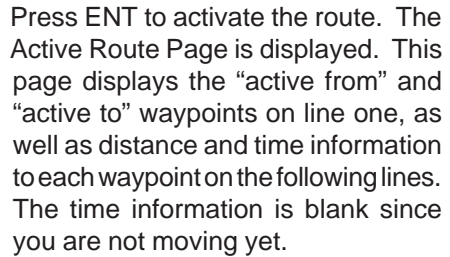 Press ENT to activate the route. The
Active Route Page is displayed. This
page displays the “active from” and
“active to” waypoints on line one, as
well as distance and time information
to each waypoint on the following lines.
The time information is blank since
you are not moving yet.